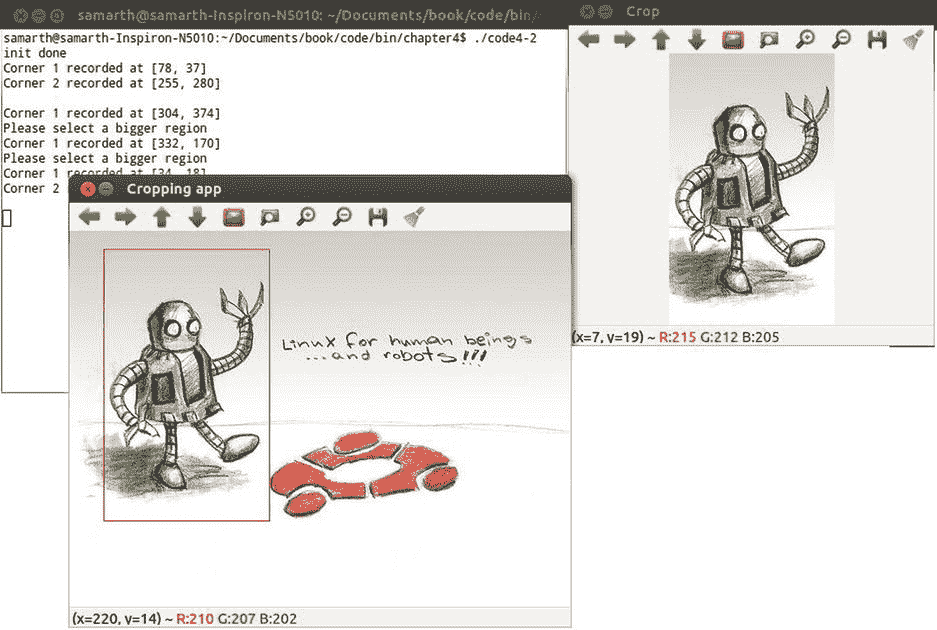 samarth@samarth-Inspiron-N5010: ~/Documents/book/code/bin/
samarth@samarth-Inspiron-N5010:~/Documents/book/code/bin/chapter4$ ./code4-2
init done
Corner 1 recorded at [78, 37]
Corner 2 recorded at [255, 280]
Corner 1 recorded at [304, 374]
Please select a bigger region
Corner 1 recorded at [332, 170]
Please select a bigger region
Corner 1 recorded at [34, 18]
Corner 2
Cropping app
Linux for human beings
...and robots!!!
(x=220, y=14) ~ R:210 G:207 B:202
Crop
(x=7, y=19) ~ R:215 G:212 B:205